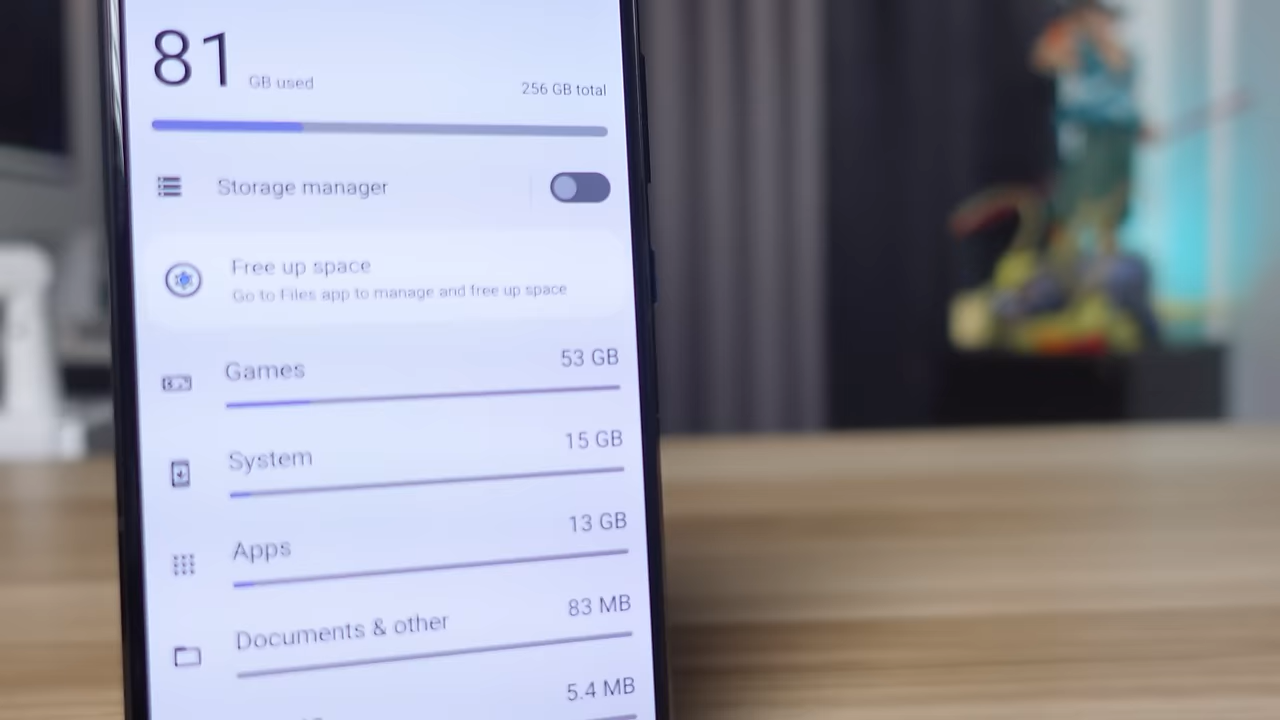 81 GB used 256 GB total
Storage manager
Free up space
Go to Files app to manage and free up space
Games 53 GB
System 15 GB
Apps 13 GB
Documents & other 83 MB
5.4 MB